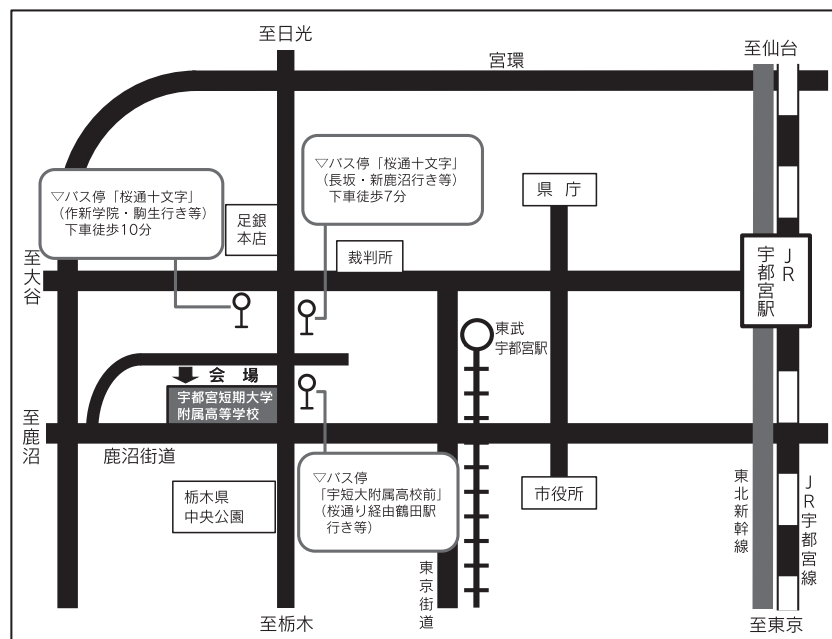 至日光
至仙台
宮環
▽バス停「桜通十文字」
（長坂・新鹿沼行き等）
下車徒歩7分
▽バス停「桜通十文字」
（作新学院・駒生行き等）
下車徒歩10分
県庁
足銀
本店
裁判所
至大谷
JR
宇都宮駅
東武
宇都宮駅
会場
宇都宮短期大学
附属高等学校
至鹿沼
鹿沼街道
▽バス停
「宇短大附属高校前」
（桜通り経由鶴田駅
行き等）
栃木県
中央公園
市役所
東北新幹線
JR宇都宮線
東京街道
至栃木
至東京